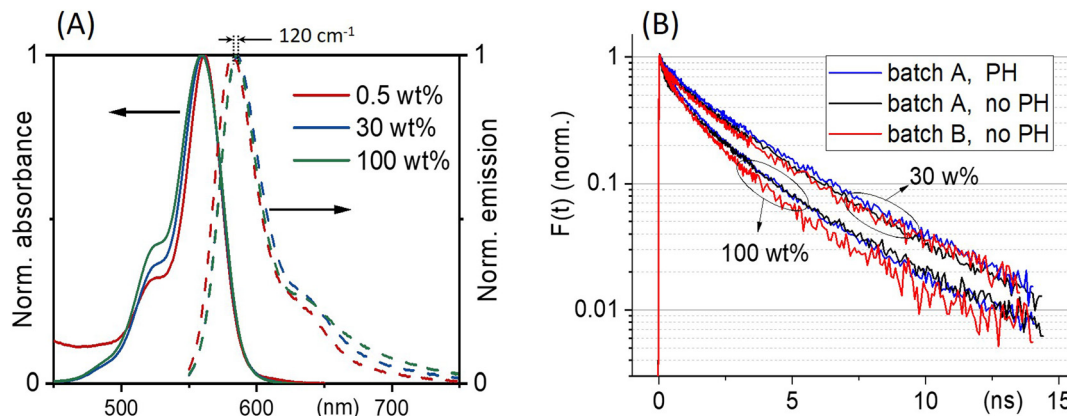 (A)
120 cm⁻¹
Norm. absorbance
1
0
0.5 wt%
30 wt%
100 wt%
1
0
Norm. emission
500
600
(nm)
700
(B)
F(t) (norm.)
1
0.1
0.01
batch A, PH
batch A, no PH
batch B, no PH
30 w%
100 wt%
0
5
10
(ns)
15